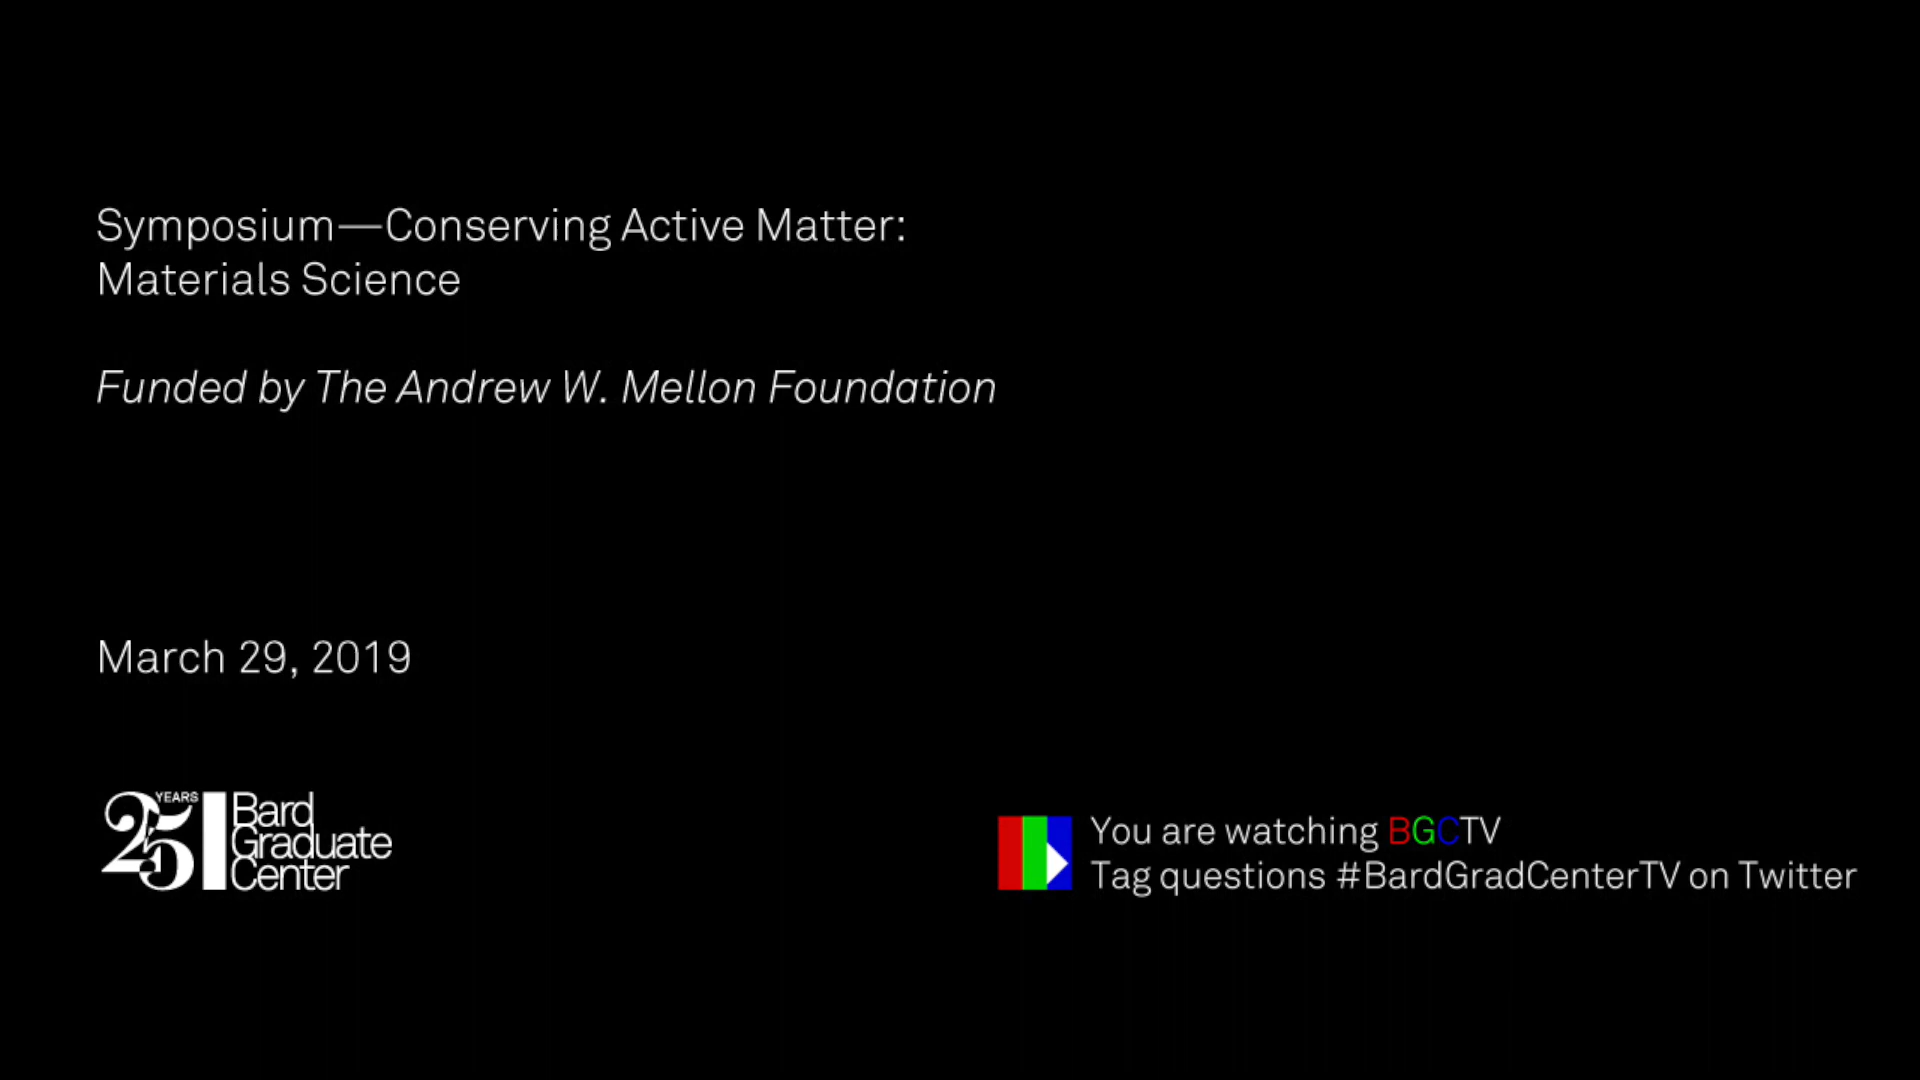 Symposium—Conserving Active Matter:
Materials Science
Funded by The Andrew W. Mellon Foundation
March 29, 2019
25 YEARS
Bard
Graduate
Center
You are watching BGCTV
Tag questions #BardGradCenterTV on Twitter